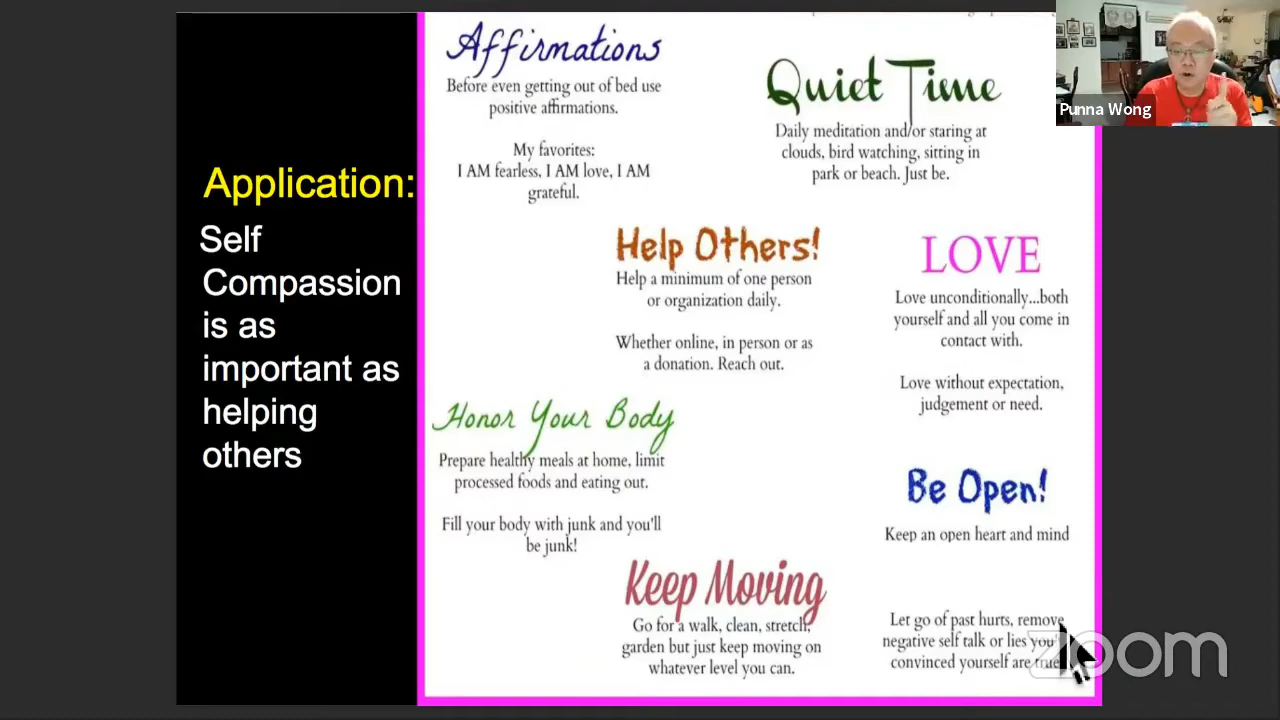 Application:
Self
Compassion
is as
important as
helping
others
Affirmations
Before even getting out of bed use
positive affirmations.
My favorites:
I AM fearless, I AM love, I AM
grateful.
Quiet Time
Daily meditation and/or staring at
clouds, bird watching, sitting in
park or beach. Just be.
Help Others!
Help a minimum of one person
or organization daily.
Whether online, in person or as
a donation. Reach out.
LOVE
Love unconditionally...both
yourself and all you come in
contact with.
Love without expectation,
judgement or need.
Honor Your Body
Prepare healthy meals at home, limit
processed foods and eating out.
Fill your body with junk and you'll
be junk!
Be Open!
Keep an open heart and mind
Keep Moving
Go for a walk, clean, stretch,
garden but just keep moving on
whatever level you can.
Let go of past hurts, remove
negative self talk or lies
convinced yourself are true
Punna Wong
zoom